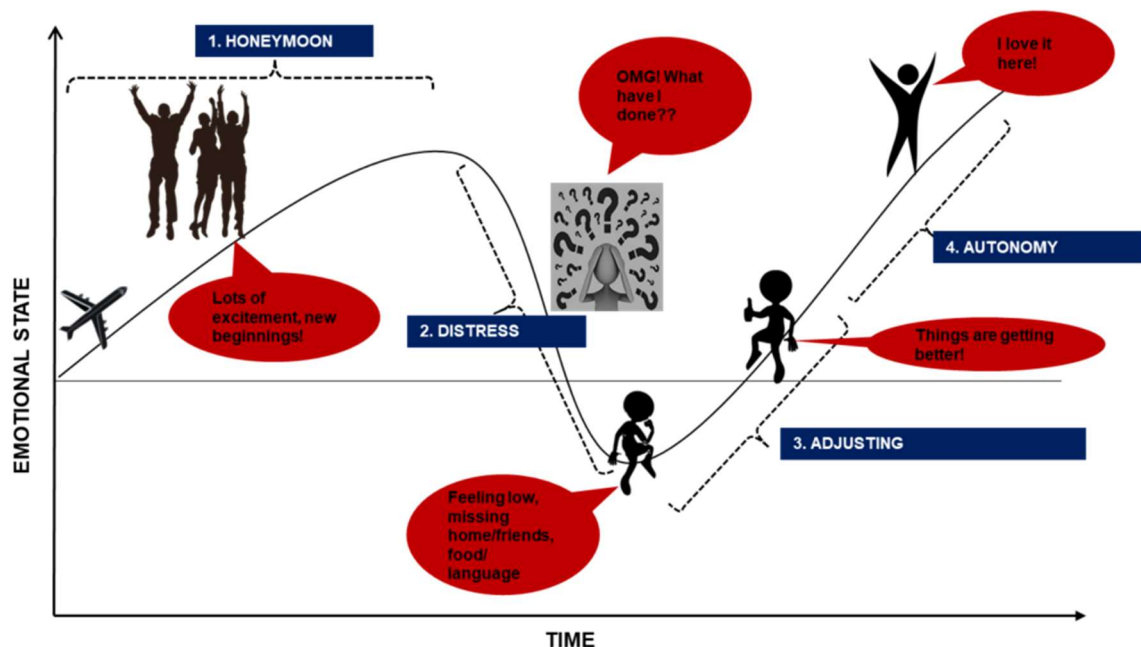 1. HONEYMOON
I love it
here!
OMG! What
have I
done??
4. AUTONOMY
Lots of
excitement, new
beginnings!
2. DISTRESS
Things are getting
better!
3. ADJUSTING
Feeling low,
missing
home/friends,
food/
language
EMOTIONAL STATE
TIME